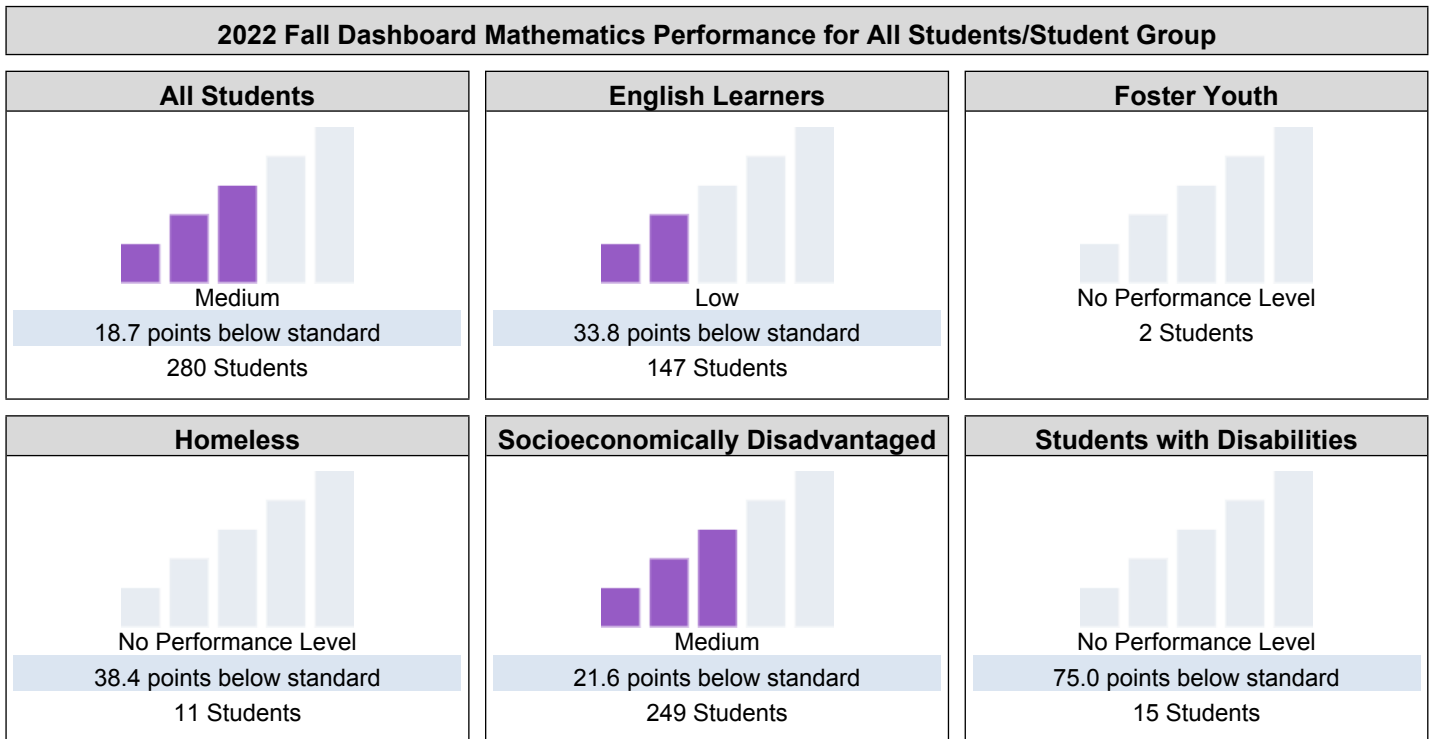 2022 Fall Dashboard Mathematics Performance for All Students/Student Group
All Students
Medium
18.7 points below standard
280 Students
English Learners
Low
33.8 points below standard
147 Students
Foster Youth
No Performance Level
2 Students
Homeless
No Performance Level
38.4 points below standard
11 Students
Socioeconomically Disadvantaged
Medium
21.6 points below standard
249 Students
Students with Disabilities
No Performance Level
75.0 points below standard
15 Students